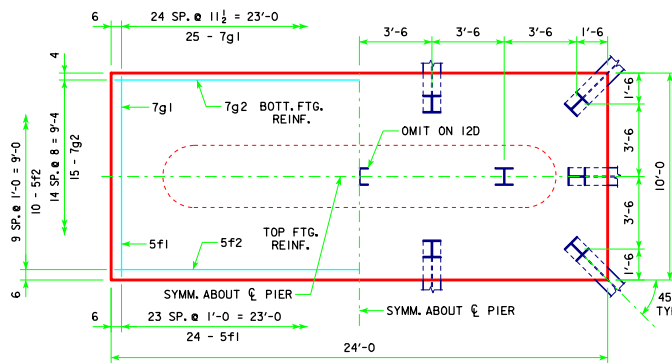 6
24 SP.@ 11½ = 23'-0
25 - 7g1
3'-6
3'-6
3'-6
1'-6
4
7g1
7g2
BOTT. FTG.
REINF.
OMIT ON 12D
1'-6
3'-6
10'-0
3'-6
1'-6
9 SP.@ 1'-0 = 9'-0
10 - 5f2
14 SP.@ 8 = 9'-4
15 - 7g2
TOP FTG.
REINF.
5f1
5f2
6
SYMM. ABOUT ℄ PIER
SYMM. ABOUT ℄ PIER
6
23 SP.@ 1'-0 = 23'-0
24 - 5f1
24'-0
45
TY